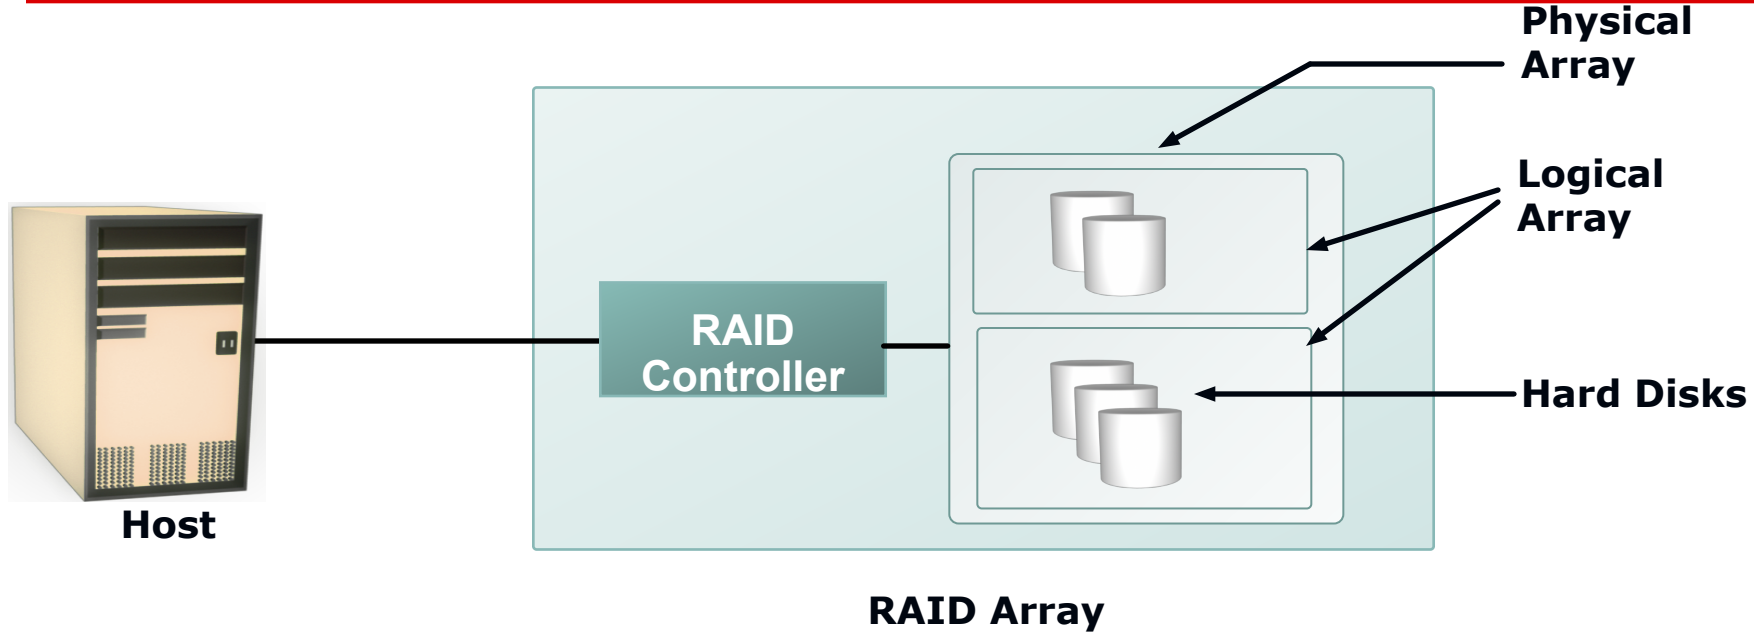 Physical
Array
Logical
Array
RAID
Controller
Hard Disks
Host
RAID Array